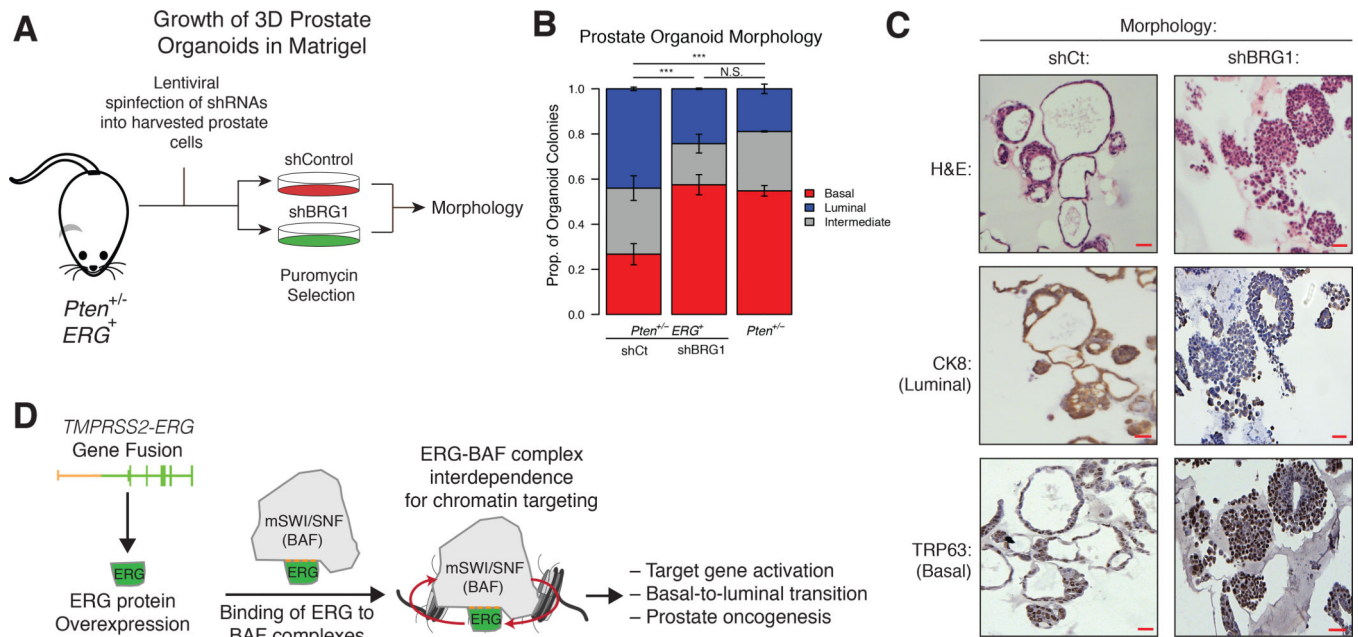 A
Growth of 3D Prostate
Organoids in Matrigel
Lentiviral
spinfection of shRNAs
into harvested prostate
cells
shControl
shBRG1
Morphology
Puromycin
Selection
Pten+/-
ERG+
B
Prostate Organoid Morphology
***
***
N.S.
Prop. of Organoid Colonies
1.0
0.8
0.6
0.4
0.2
0.0
Basal
Luminal
Intermediate
Pten+/- ERG+
Pten+/-
shCt
shBRG1
C
Morphology:
shCt:
shBRG1:
H&E:
CK8:
(Luminal)
TRP63:
(Basal)
D
TMPRSS2-ERG
Gene Fusion
ERG
ERG protein
Overexpression
mSWI/SNF
(BAF)
ERG
Binding of ERG to
BAF complexes
ERG-BAF complex
interdependence
for chromatin targeting
mSWI/SNF
(BAF)
ERG
– Target gene activation
– Basal-to-luminal transition
– Prostate oncogenesis